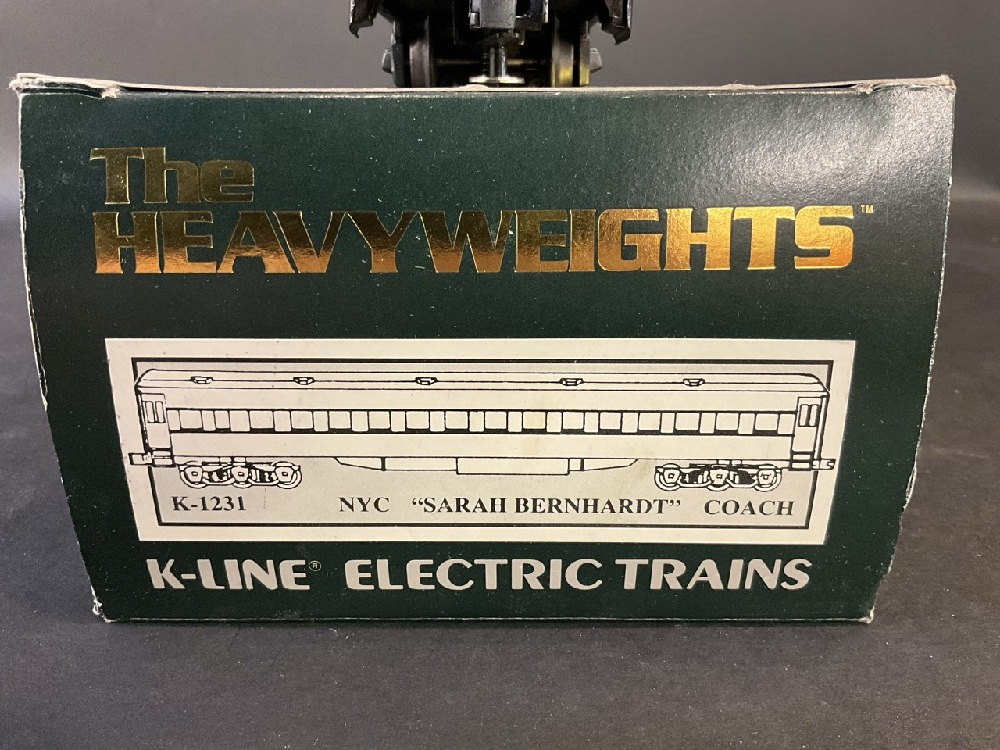 The
HEAVYWEIGHTS™
K-1231 NYC “SARAH BERNHARDT” COACH
K-LINE® ELECTRIC TRAINS